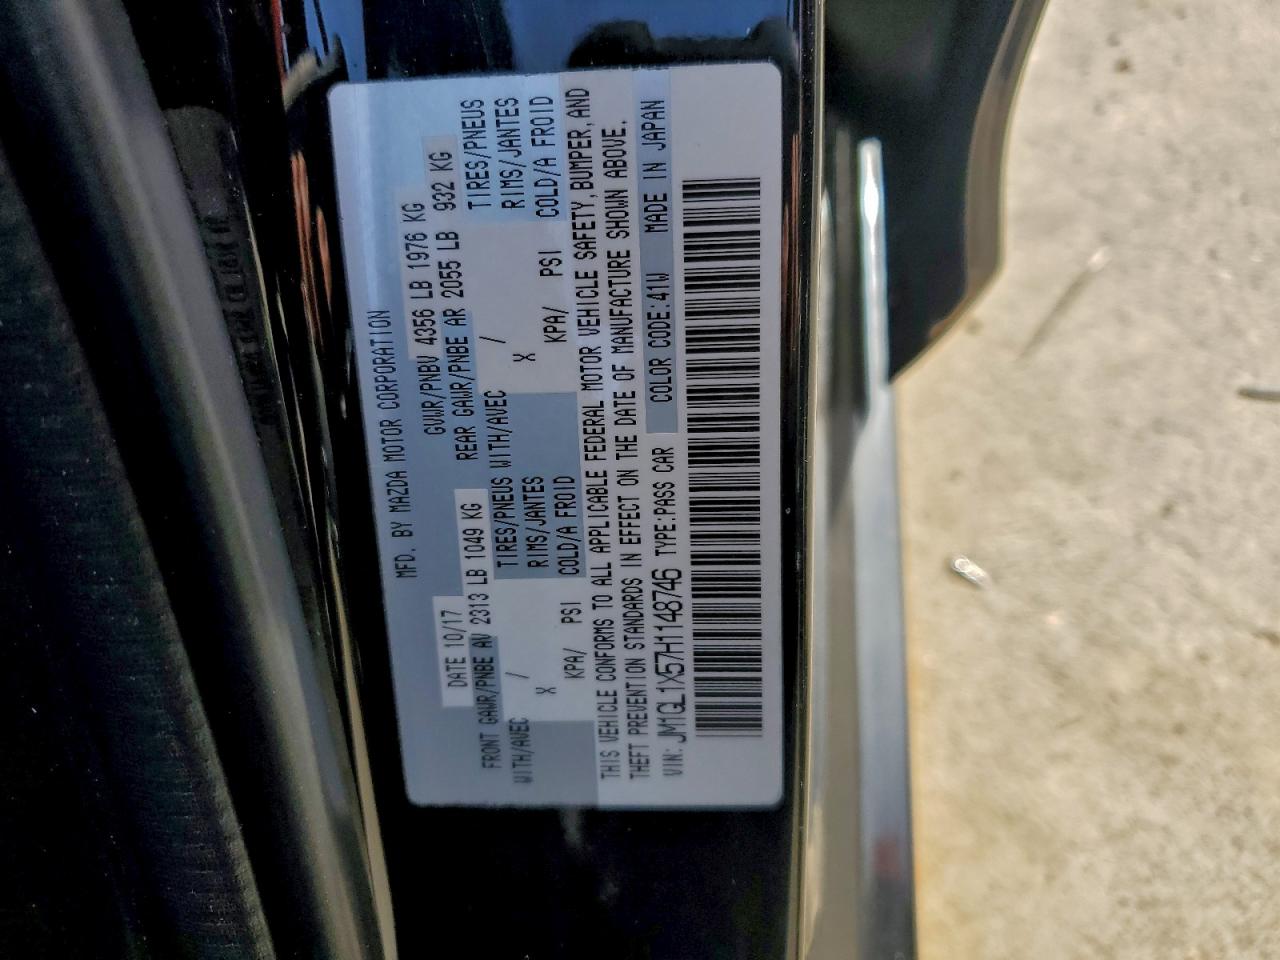 MFD. BY MAZDA MOTOR CORPORATION
DATE 10/17 GVWR/PNBV 4356 LB 1976 KG
FRONT GAWR/PNBE AV 2313 LB 1049 KG REAR GAWR/PNBE AR 2055 LB 932 KG
WITH/AVEC / TIRES/PNEUS WITH/AVEC / TIRES/PNEUS
X RIMS/JANTES X RIMS/JANTES
KPA/ PSI COLD/A FROID KPA/ PSI COLD/A FROID
THIS VEHICLE CONFORMS TO ALL APPLICABLE FEDERAL MOTOR VEHICLE SAFETY, BUMPER, AND
THEFT PREVENTION STANDARDS IN EFFECT ON THE DATE OF MANUFACTURE SHOWN ABOVE.
VIN: JM1GL1X57H1148746 TYPE:PASS CAR COLOR CODE:41W MADE IN JAPAN